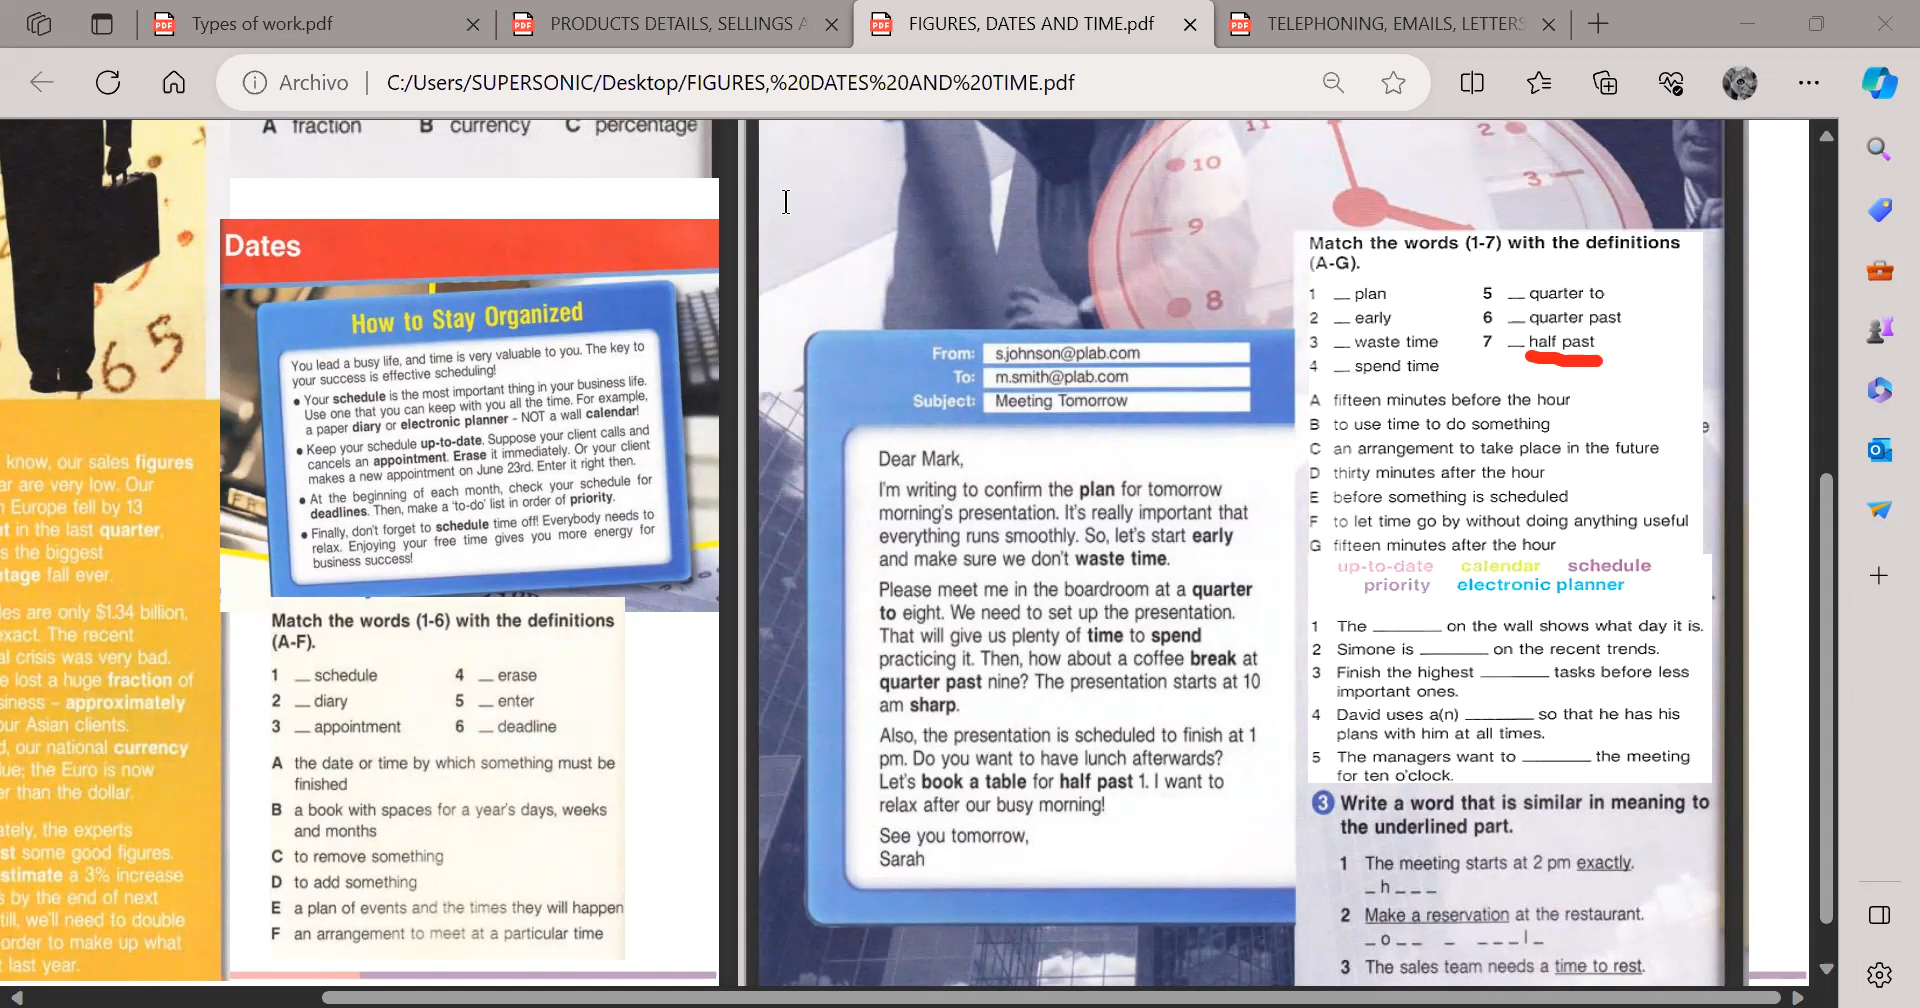 Types of work.pdf
PRODUCTS DETAILS, SELLINGS A
FIGURES, DATES AND TIME.pdf
TELEPHONING, EMAILS, LETTERS
Archivo
C:/Users/SUPERSONIC/Desktop/FIGURES,%20DATES%20AND%20TIME.pdf
A fraction B currency C percentage
65
know, our sales figures
ar are very low. Our
Europe fell by 13
in the last quarter,
s the biggest
fall ever.
les are only $1.34 billion,
exact. The recent
al crisis was very bad.
e lost a huge fraction of
siness – approximately
our Asian clients.
, our national currency
lue; the Euro is now
er than the dollar.
ately, the experts
st some good figures.
stimate a 3% increase
s by the end of next
till, we'll need to double
order to make up what
t last year.
Dates
How to Stay Organized
You lead a busy life, and time is very valuable to you. The key to
your success is effective scheduling!
• Your schedule is the most important thing in your business life.
Use one that you can keep with you all the time. For example,
a paper diary or electronic planner - NOT a wall calendar!
• Keep your schedule up-to-date. Suppose your client calls and
cancels an appointment. Erase it immediately. Or your client
makes a new appointment on June 23rd. Enter it right then.
• At the beginning of each month, check your schedule for
deadlines. Then, make a 'to-do' list in order of priority.
• Finally, don't forget to schedule time off! Everybody needs to
relax. Enjoying your free time gives you more energy for
business success!
Match the words (1-6) with the definitions
(A-F).
1 __ schedule 4 __ erase
2 __ diary 5 __ enter
3 __ appointment 6 __ deadline
A the date or time by which something must be
finished
B a book with spaces for a year's days, weeks
and months
C to remove something
D to add something
E a plan of events and the times they will happen
F an arrangement to meet at a particular time
11
2
10
3
9
8
From: s.johnson@plab.com
To: m.smith@plab.com
Subject: Meeting Tomorrow
Dear Mark,
I'm writing to confirm the plan for tomorrow
morning's presentation. It's really important that
everything runs smoothly. So, let's start early
and make sure we don't waste time.
Please meet me in the boardroom at a quarter
to eight. We need to set up the presentation.
That will give us plenty of time to spend
practicing it. Then, how about a coffee break at
quarter past nine? The presentation starts at 10
am sharp.
Also, the presentation is scheduled to finish at 1
pm. Do you want to have lunch afterwards?
Let's book a table for half past 1. I want to
relax after our busy morning!
See you tomorrow,
Sarah
Match the words (1-7) with the definitions
(A-G).
1 __ plan 5 __ quarter to
2 __ early 6 __ quarter past
3 __ waste time 7 __ half past
4 __ spend time
A fifteen minutes before the hour
B to use time to do something
C an arrangement to take place in the future
D thirty minutes after the hour
E before something is scheduled
F to let time go by without doing anything useful
G fifteen minutes after the hour
up-to-date calendar schedule
priority electronic planner
1 The ________ on the wall shows what day it is.
2 Simone is ________ on the recent trends.
3 Finish the highest ________ tasks before less
important ones.
4 David uses a(n) ________ so that he has his
plans with him at all times.
5 The managers want to ________ the meeting
for ten o'clock.
3 Write a word that is similar in meaning to
the underlined part.
1 The meeting starts at 2 pm exactly.
_ h _ _ _
2 Make a reservation at the restaurant.
_ o _ _ _ _ _ _ l _
3 The sales team needs a time to rest.